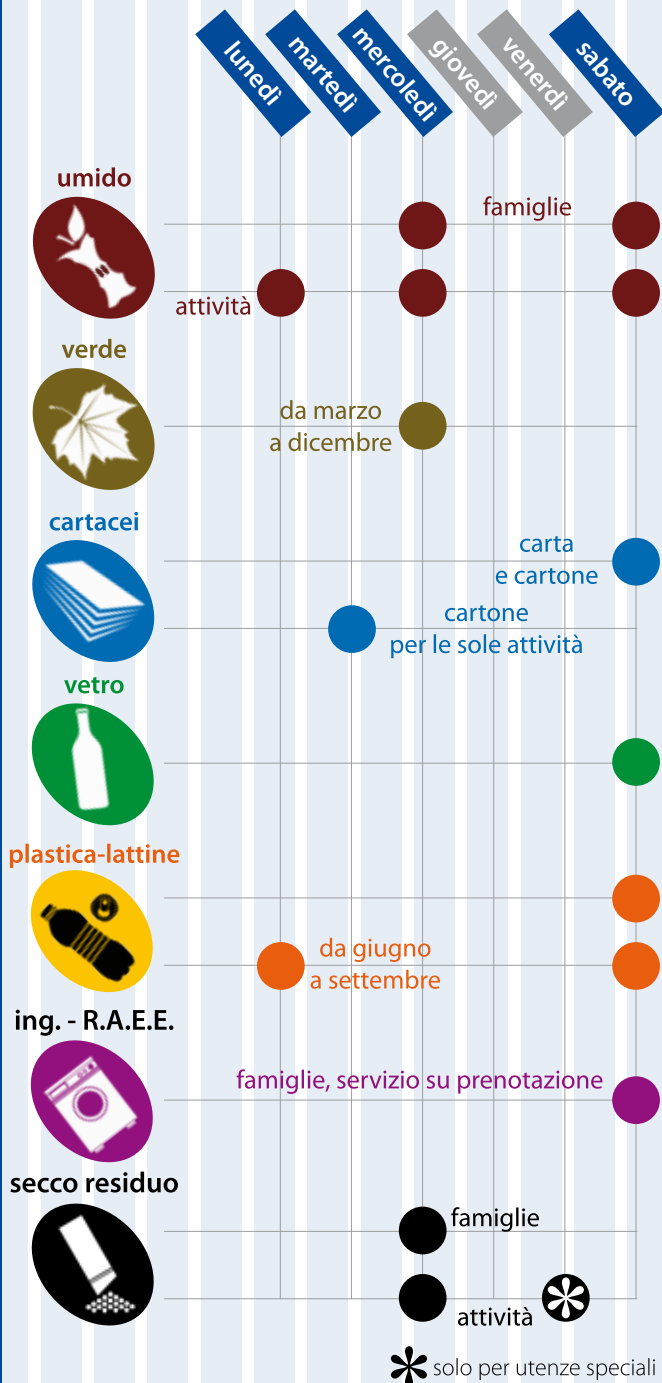 lunedì
martedì
mercoledì
giovedì
venerdì
sabato
umido
famiglie
attività
verde
da marzo
a dicembre
cartacei
carta
e cartone
cartone
per le sole attività
vetro
plastica-lattine
da giugno
a settembre
ing. - R.A.E.E.
famiglie, servizio su prenotazione
secco residuo
famiglie
attività
* solo per utenze speciali